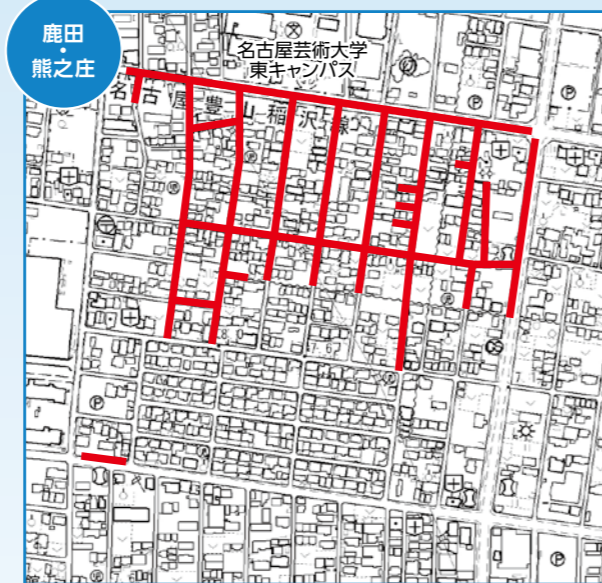 鹿田
・
熊之庄
名古屋芸術大学
東キャンパス
名古屋豊山稲沢線